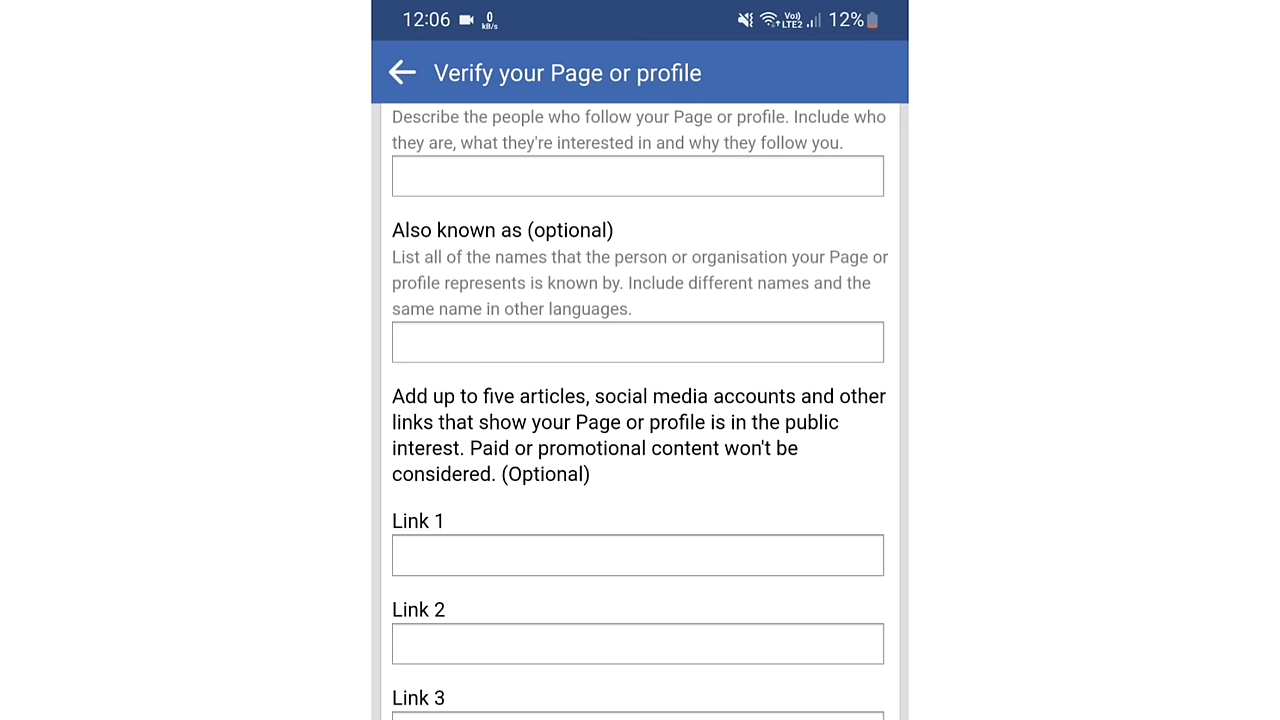 12:06 0 kB/s Vo)) LTE2 12%
Verify your Page or profile
Describe the people who follow your Page or profile. Include who
they are, what they're interested in and why they follow you.
Also known as (optional)
List all of the names that the person or organisation your Page or
profile represents is known by. Include different names and the
same name in other languages.
Add up to five articles, social media accounts and other
links that show your Page or profile is in the public
interest. Paid or promotional content won't be
considered. (Optional)
Link 1
Link 2
Link 3